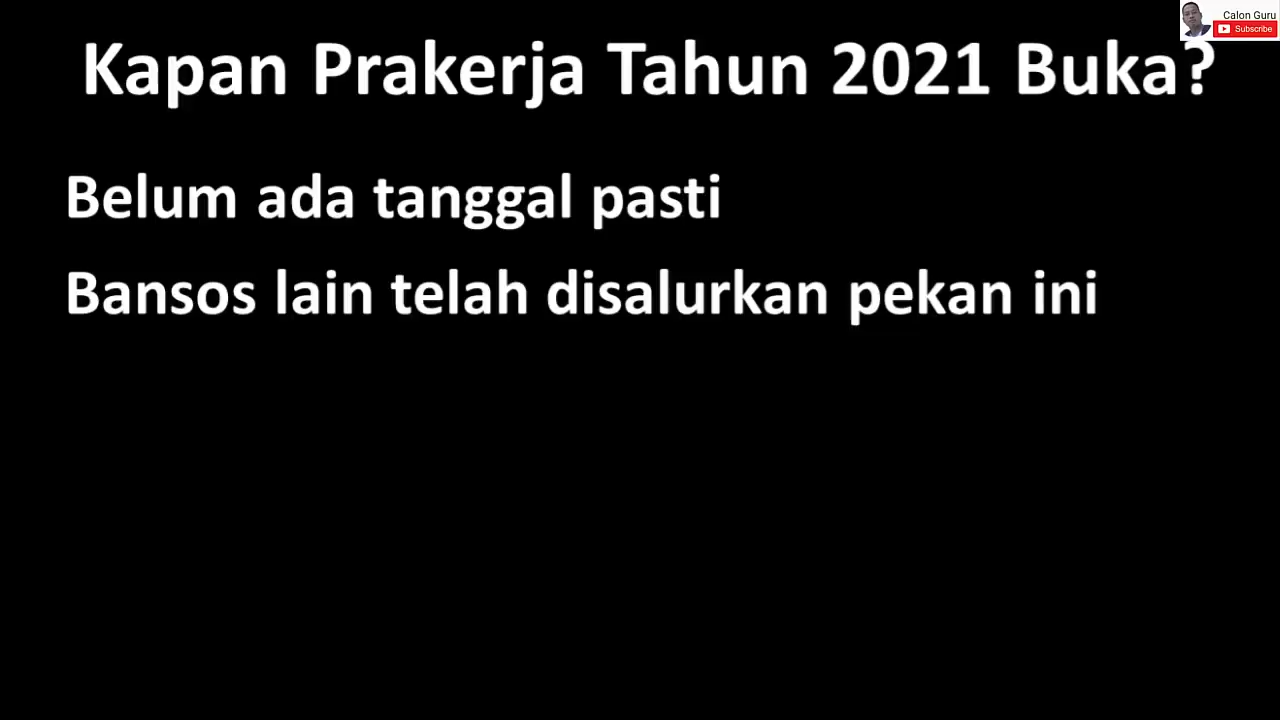 Calon Guru
Subscribe
Kapan Prakerja Tahun 2021 Buka?
Belum ada tanggal pasti
Bansos lain telah disalurkan pekan ini